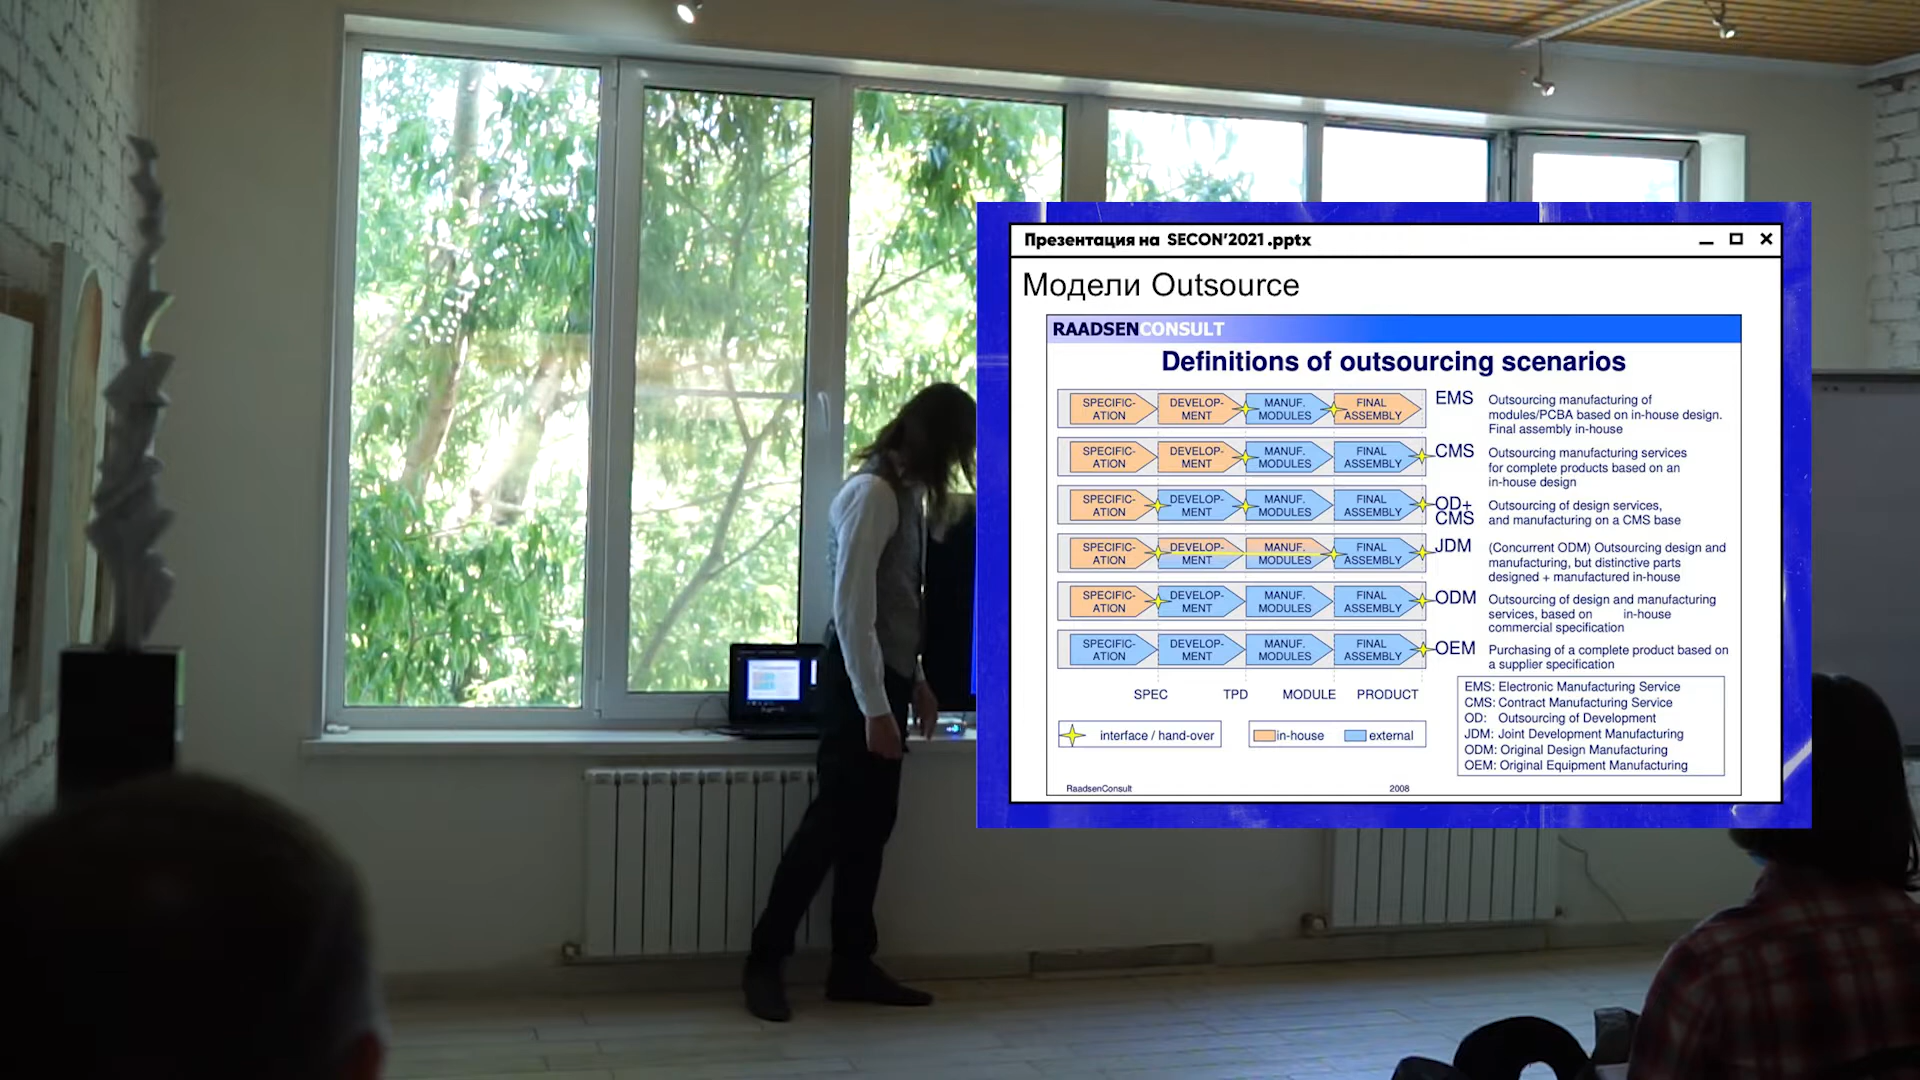 Презентация на SECON'2021.pptx
Модели Outsource
RAADSENCONSULT
Definitions of outsourcing scenarios
SPECIFIC-
ATION
DEVELOP-
MENT
MANUF.
MODULES
FINAL
ASSEMBLY
EMS
Outsourcing manufacturing of
modules/PCBA based on in-house design.
Final assembly in-house
SPECIFIC-
ATION
DEVELOP-
MENT
MANUF.
MODULES
FINAL
ASSEMBLY
CMS
Outsourcing manufacturing services
for complete products based on an
in-house design
SPECIFIC-
ATION
DEVELOP-
MENT
MANUF.
MODULES
FINAL
ASSEMBLY
OD+
CMS
Outsourcing of design services,
and manufacturing on a CMS base
SPECIFIC-
ATION
DEVELOP-
MENT
MANUF.
MODULES
FINAL
ASSEMBLY
JDM
(Concurrent ODM) Outsourcing design and
manufacturing, but distinctive parts
designed + manufactured in-house
SPECIFIC-
ATION
DEVELOP-
MENT
MANUF.
MODULES
FINAL
ASSEMBLY
ODM
Outsourcing of design and manufacturing
services, based on in-house
commercial specification
SPECIFIC-
ATION
DEVELOP-
MENT
MANUF.
MODULES
FINAL
ASSEMBLY
OEM
Purchasing of a complete product based on
a supplier specification
SPEC TPD MODULE PRODUCT
interface / hand-over
in-house external
EMS: Electronic Manufacturing Service
CMS: Contract Manufacturing Service
OD: Outsourcing of Development
JDM: Joint Development Manufacturing
ODM: Original Design Manufacturing
OEM: Original Equipment Manufacturing
RaadsenConsult 2008